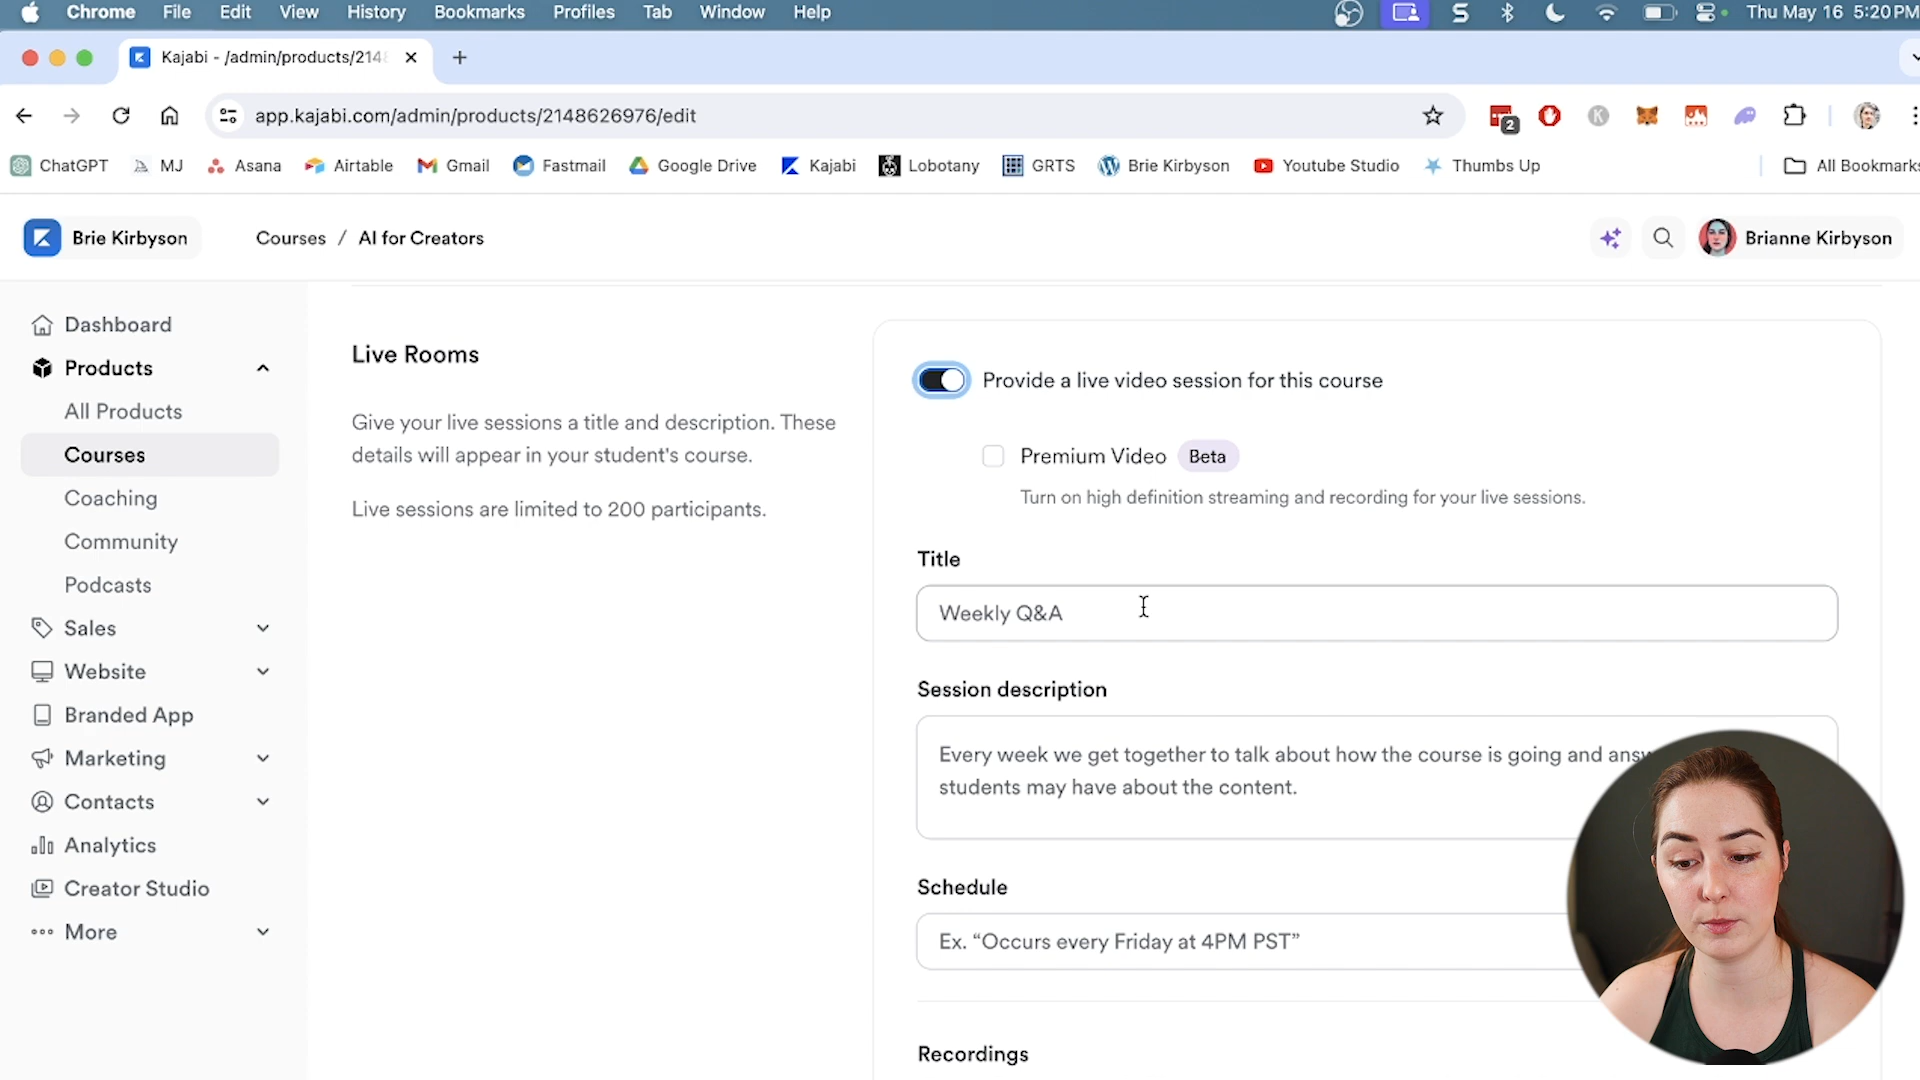 Chrome File Edit View History Bookmarks Profiles Tab Window Help Thu May 16 5:20PM
Kajabi - /admin/products/214
app.kajabi.com/admin/products/2148626976/edit
2
ChatGPT MJ Asana Airtable Gmail Fastmail Google Drive Kajabi Lobotany GRTS Brie Kirbyson Youtube Studio Thumbs Up All Bookmarks
Brie Kirbyson Courses / AI for Creators Brianne Kirbyson
Dashboard
Products
All Products
Courses
Coaching
Community
Podcasts
Sales
Website
Branded App
Marketing
Contacts
Analytics
Creator Studio
More
Live Rooms
Give your live sessions a title and description. These
details will appear in your student's course.
Live sessions are limited to 200 participants.
Provide a live video session for this course
Premium Video Beta
Turn on high definition streaming and recording for your live sessions.
Title
Weekly Q&A
Session description
Every week we get together to talk about how the course is going and
students may have about the content.
Schedule
Ex. “Occurs every Friday at 4PM PST”
Recordings